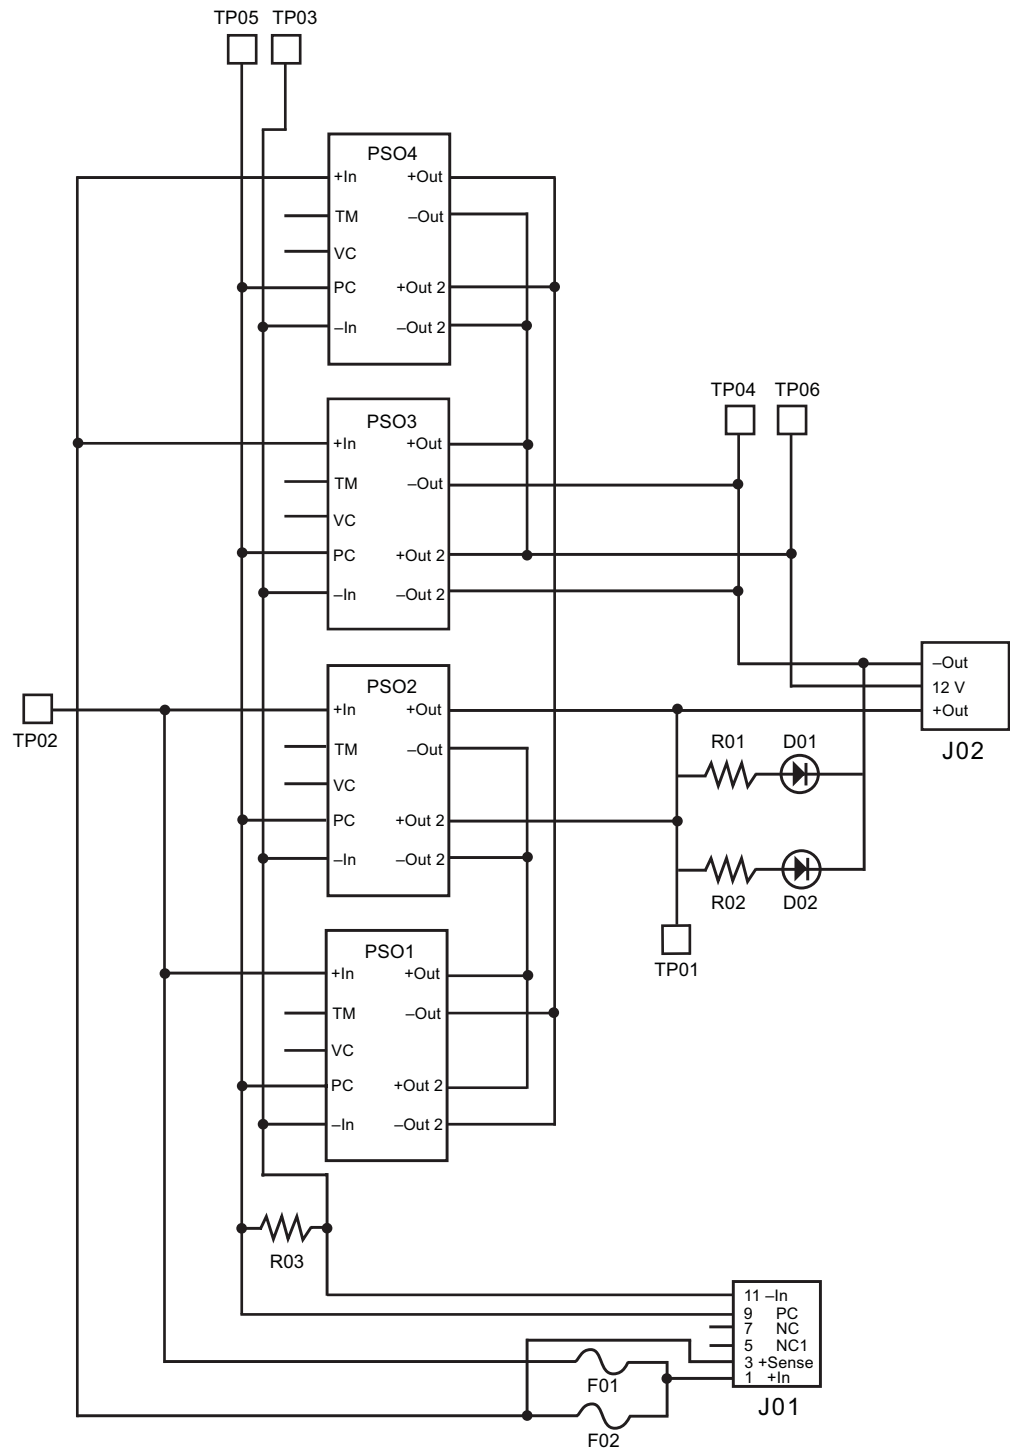 TP05 TP03
PSO4
+In +Out
TM –Out
VC
PC +Out 2
–In –Out 2
TP04 TP06
PSO3
+In +Out
TM –Out
VC
PC +Out 2
–In –Out 2
–Out
12 V
+Out
J02
TP02
PSO2
+In +Out
TM –Out
VC
PC +Out 2
–In –Out 2
R01 D01
R02 D02
TP01
PSO1
+In +Out
TM –Out
VC
PC +Out 2
–In –Out 2
R03
11 –In
9 PC
7 NC
5 NC1
3 +Sense
1 +In
J01
F01
F02